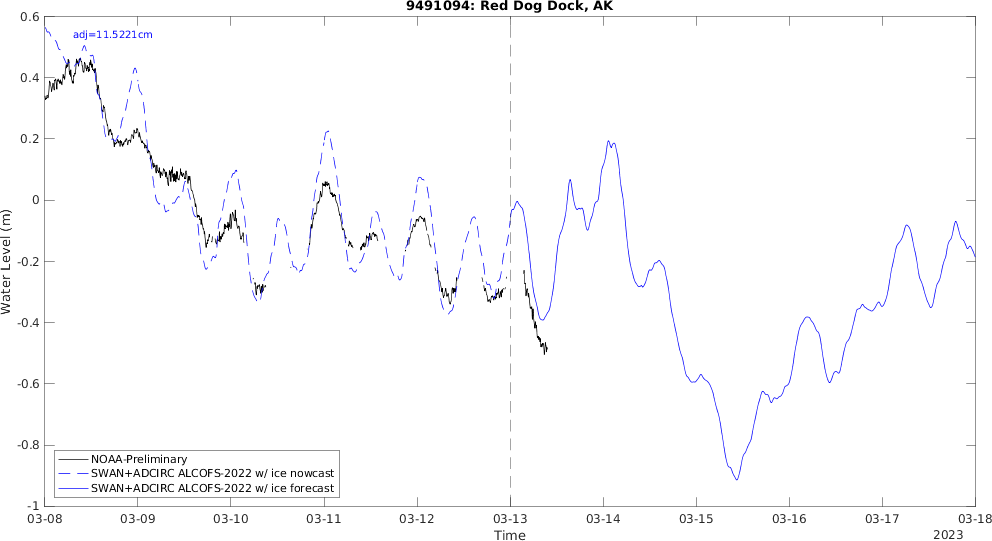 9491094: Red Dog Dock, AK
adj=11.5221cm
0.6
0.4
0.2
0
-0.2
-0.4
-0.6
-0.8
-1
Water Level (m)
NOAA-Preliminary
SWAN+ADCIRC ALCOFS-2022 w/ ice nowcast
SWAN+ADCIRC ALCOFS-2022 w/ ice forecast
03-08 03-09 03-10 03-11 03-12 03-13 03-14 03-15 03-16 03-17 03-18
Time
2023